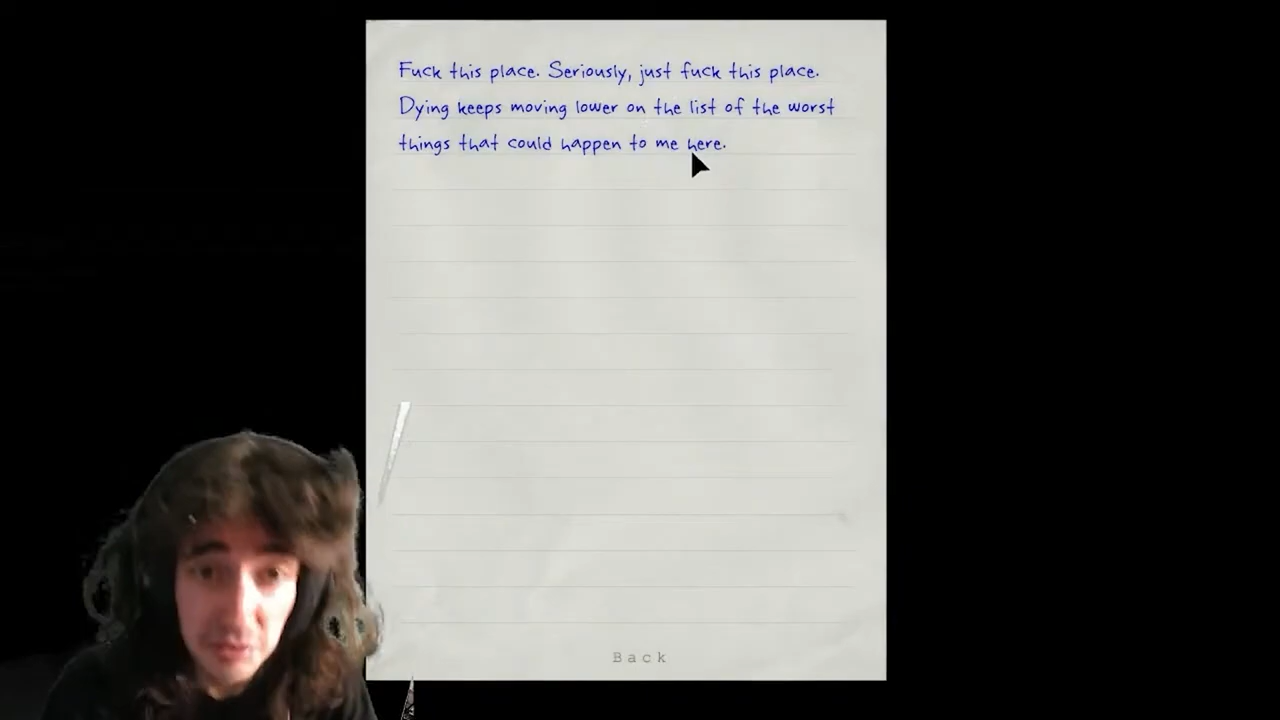 Fuck this place. Seriously, just fuck this place.
Dying keeps moving lower on the list of the worst
things that could happen to me here.
Back